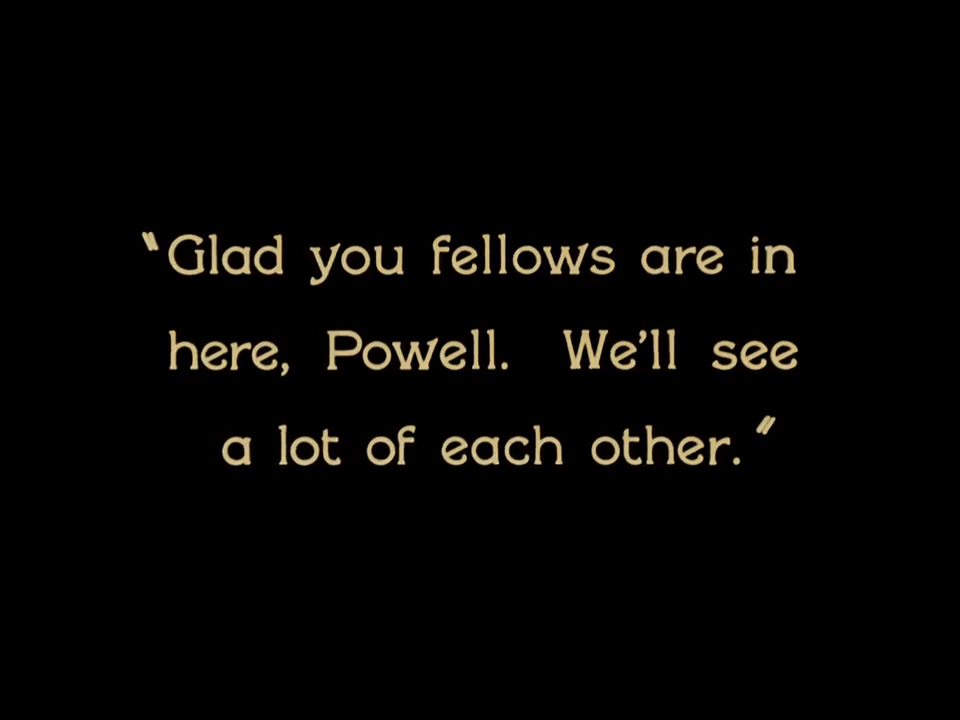 "Glad you fellows are in
here, Powell. We'll see
a lot of each other."